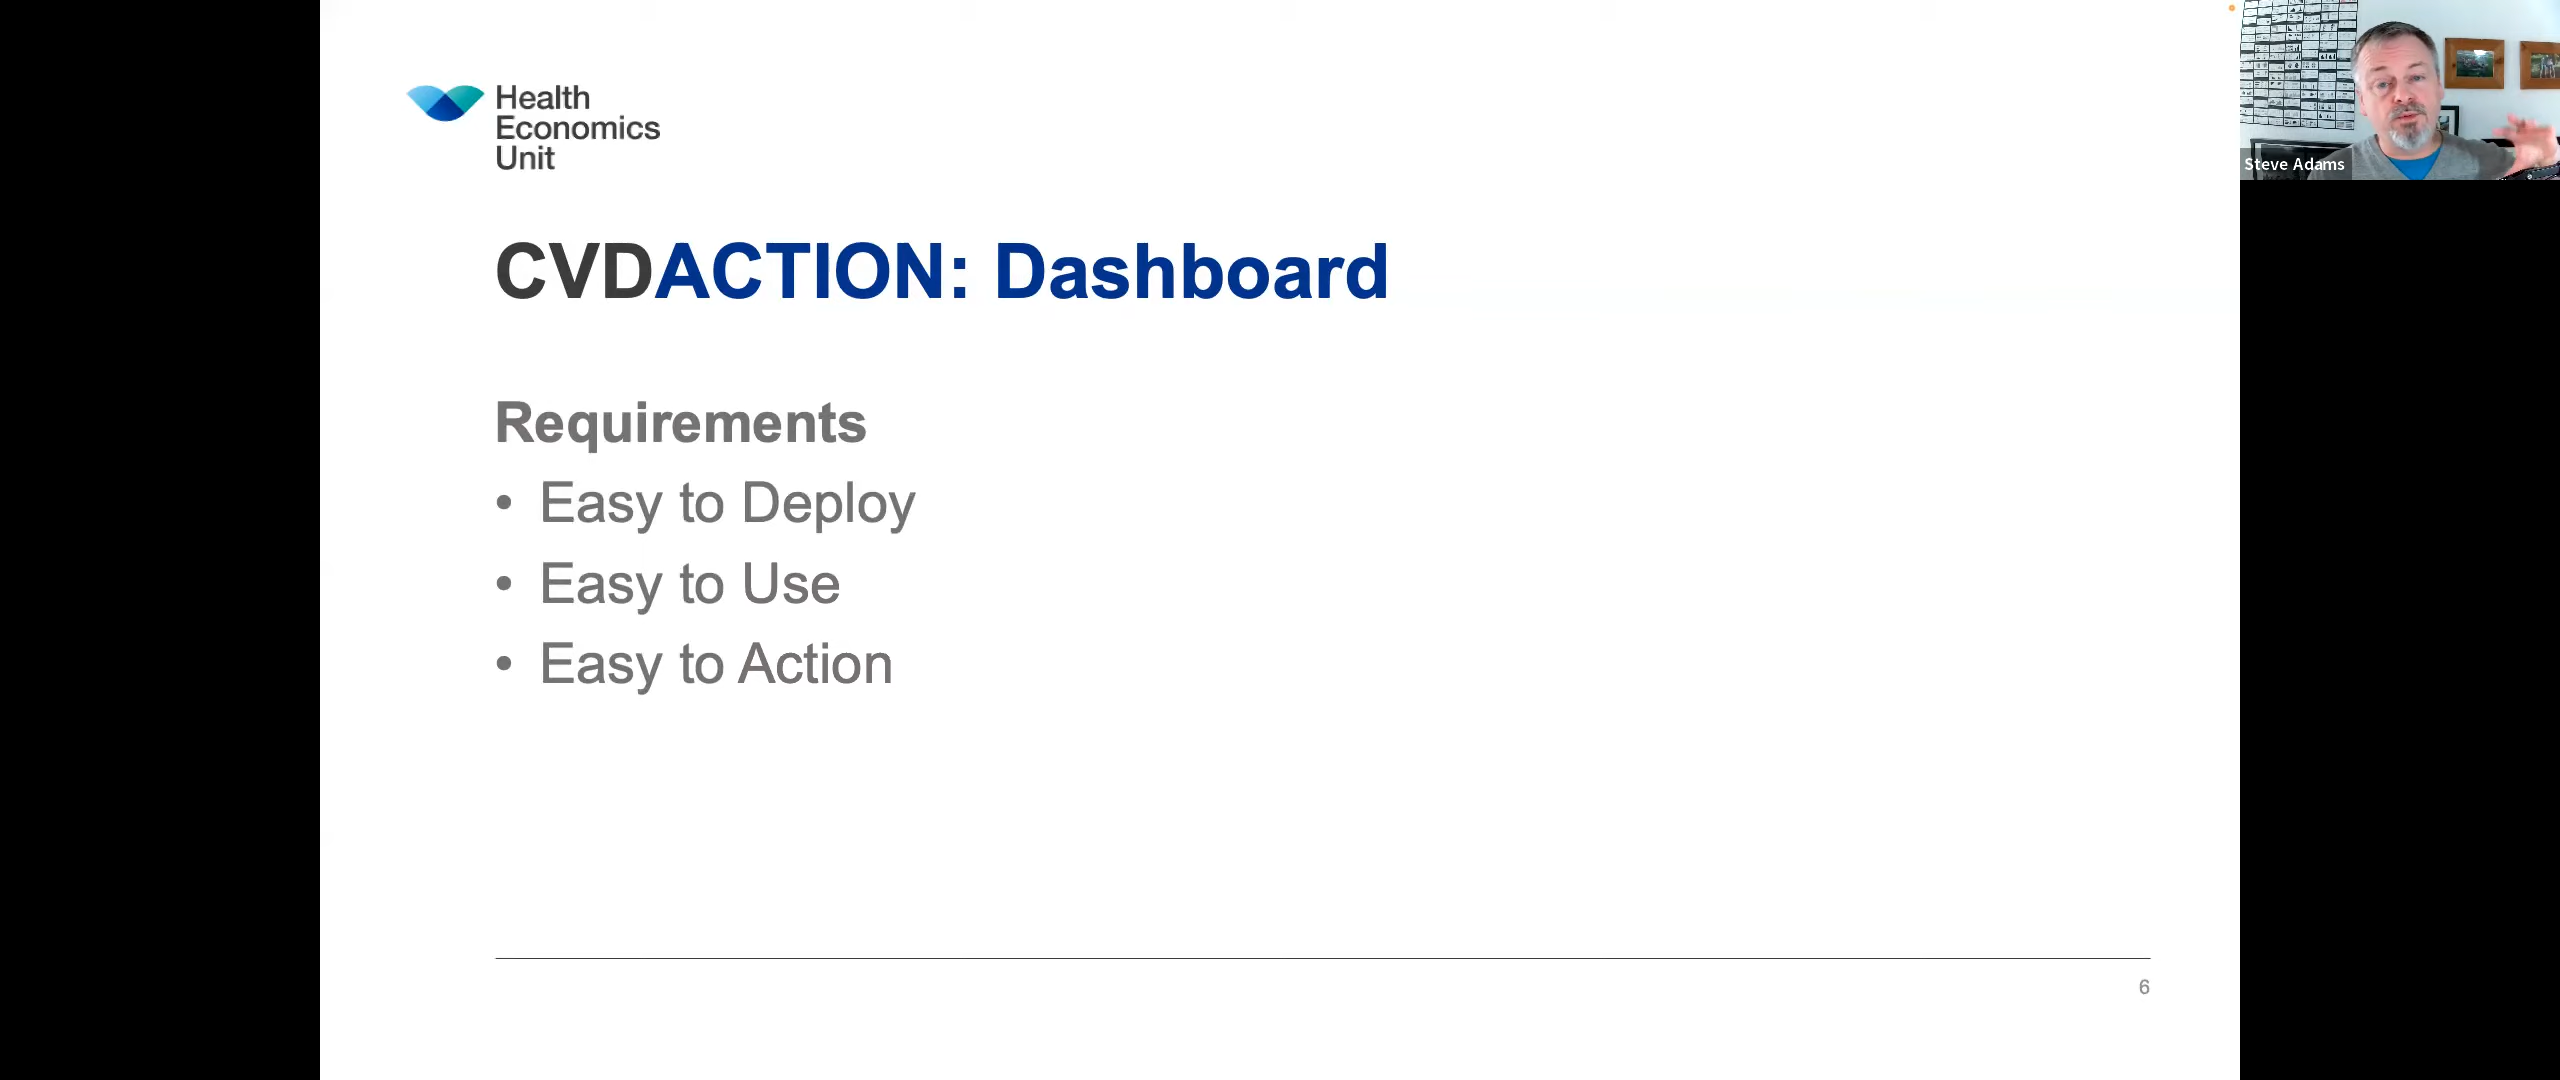 Health
Economics
Unit
Steve Adams
CVDACTION: Dashboard
Requirements
• Easy to Deploy
• Easy to Use
• Easy to Action
6